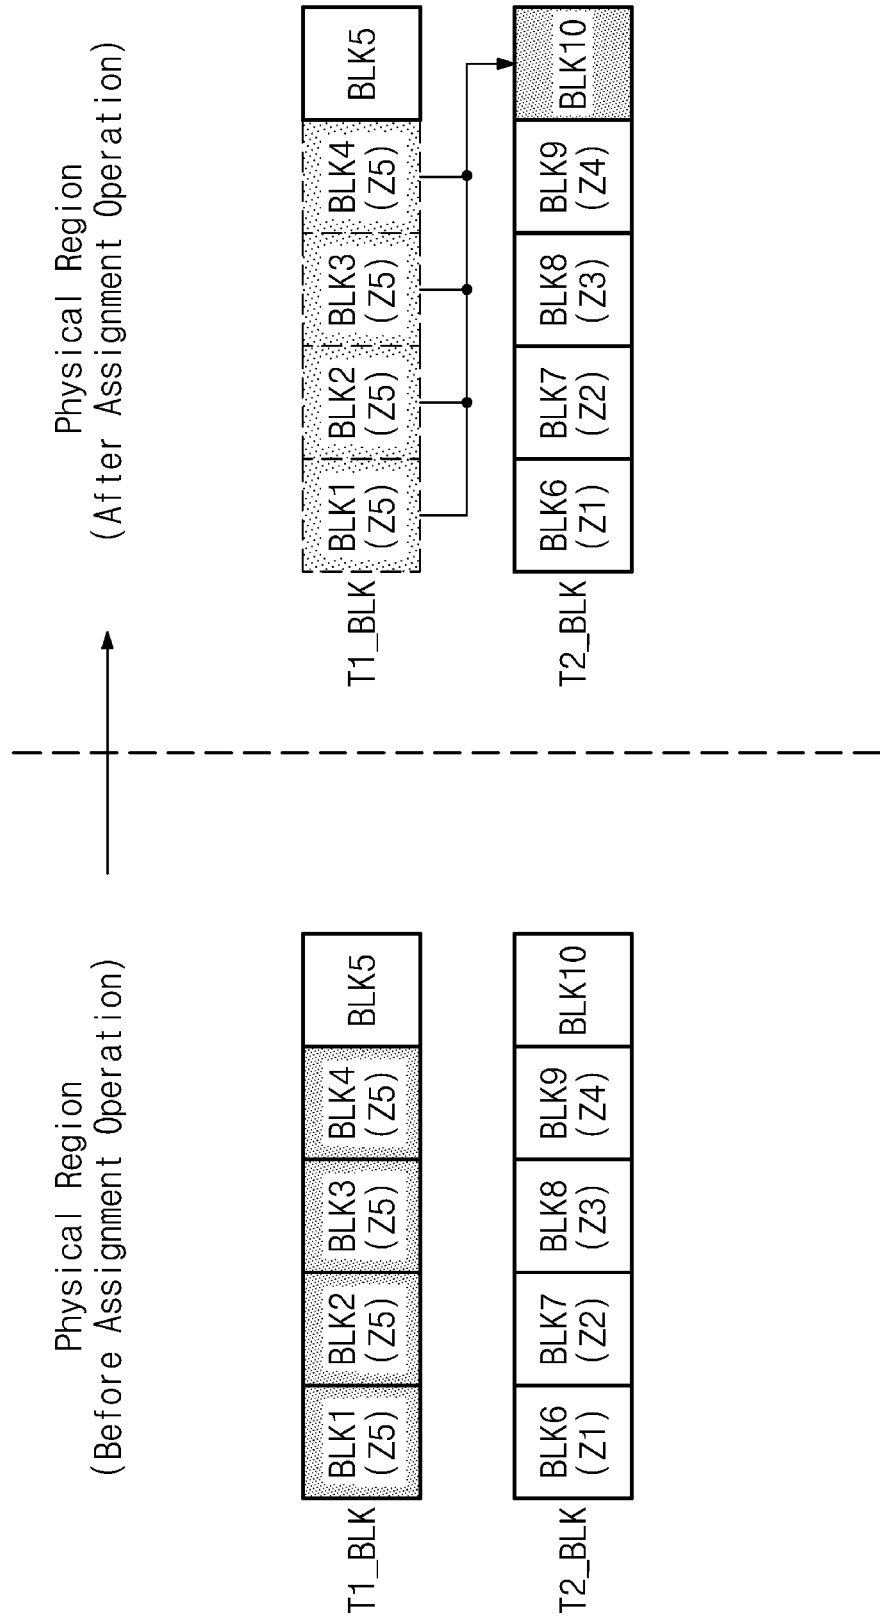 Physical Region
(Before Assignment Operation)
T1_BLK
BLK1
(Z5)
BLK2
(Z5)
BLK3
(Z5)
BLK4
(Z5)
BLK5
T2_BLK
BLK6
(Z1)
BLK7
(Z2)
BLK8
(Z3)
BLK9
(Z4)
BLK10
Physical Region
(After Assignment Operation)
T1_BLK
BLK1
(Z5)
BLK2
(Z5)
BLK3
(Z5)
BLK4
(Z5)
BLK5
T2_BLK
BLK6
(Z1)
BLK7
(Z2)
BLK8
(Z3)
BLK9
(Z4)
BLK10